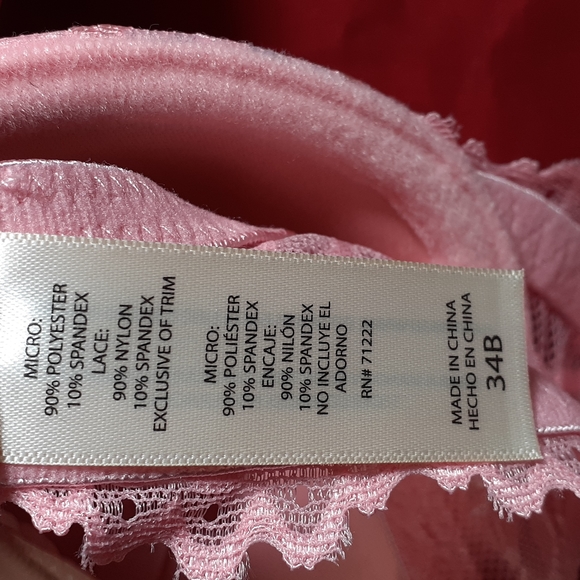 MICRO:
90% POLYESTER
10% SPANDEX
LACE:
90% NYLON
10% SPANDEX
EXCLUSIVE OF TRIM
MICRO:
90% POLIÉSTER
10% SPANDEX
ENCAJE:
90% NILÓN
10% SPANDEX
NO INCLUYE EL
ADORNO
RN# 71222
MADE IN CHINA
HECHO EN CHINA
34B